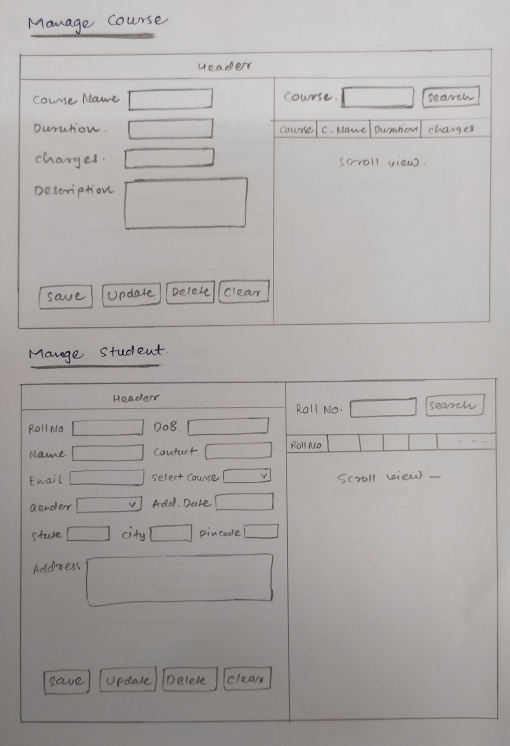 Manage Course
Header
Course Name
Duration.
Charges.
Description
Save Update Delete Clear
Course. Search
Course C. Name Duration charges
Scroll view.
Manage Student
Header
Roll No DoB
Name Contact.
Email Select Course
Gender Add. Date
State City Pincode
Address
Save Update Delete Clear
Roll No. Search
Roll No
Scroll view